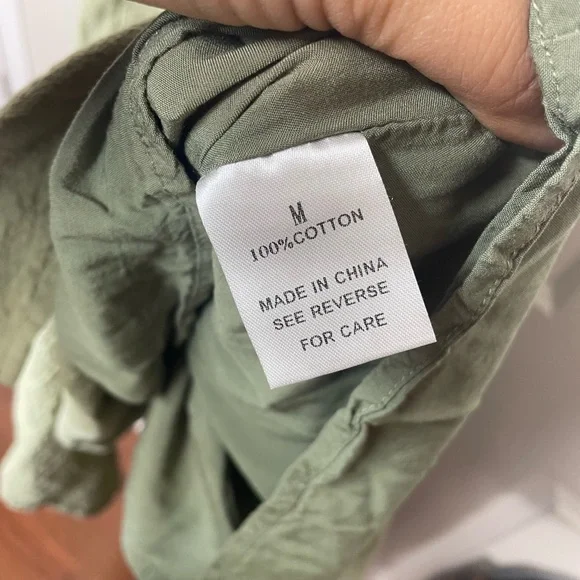 M
100%COTTON
MADE IN CHINA
SEE REVERSE
FOR CARE